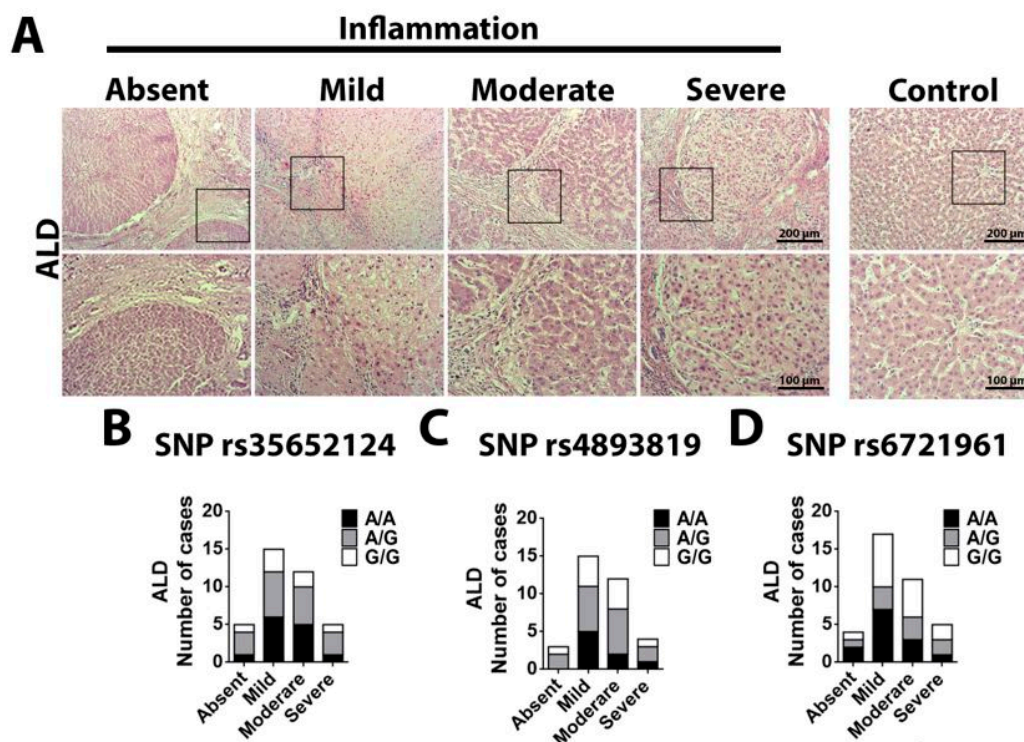 A
Inflammation
Absent Mild Moderate Severe Control
ALD
200 µm 200 µm
100 µm 100 µm
B SNP rs35652124
C SNP rs4893819
D SNP rs6721961
ALD
Number of cases
20
15
10
5
0
A/A
A/G
G/G
Absent
Mild
Moderare
Severe
ALD
Number of cases
20
15
10
5
0
A/A
A/G
G/G
Absent
Mild
Moderate
Severe
ALD
Number of cases
20
15
10
5
0
A/A
A/G
G/G
Absent
Mild
Moderate
Severe